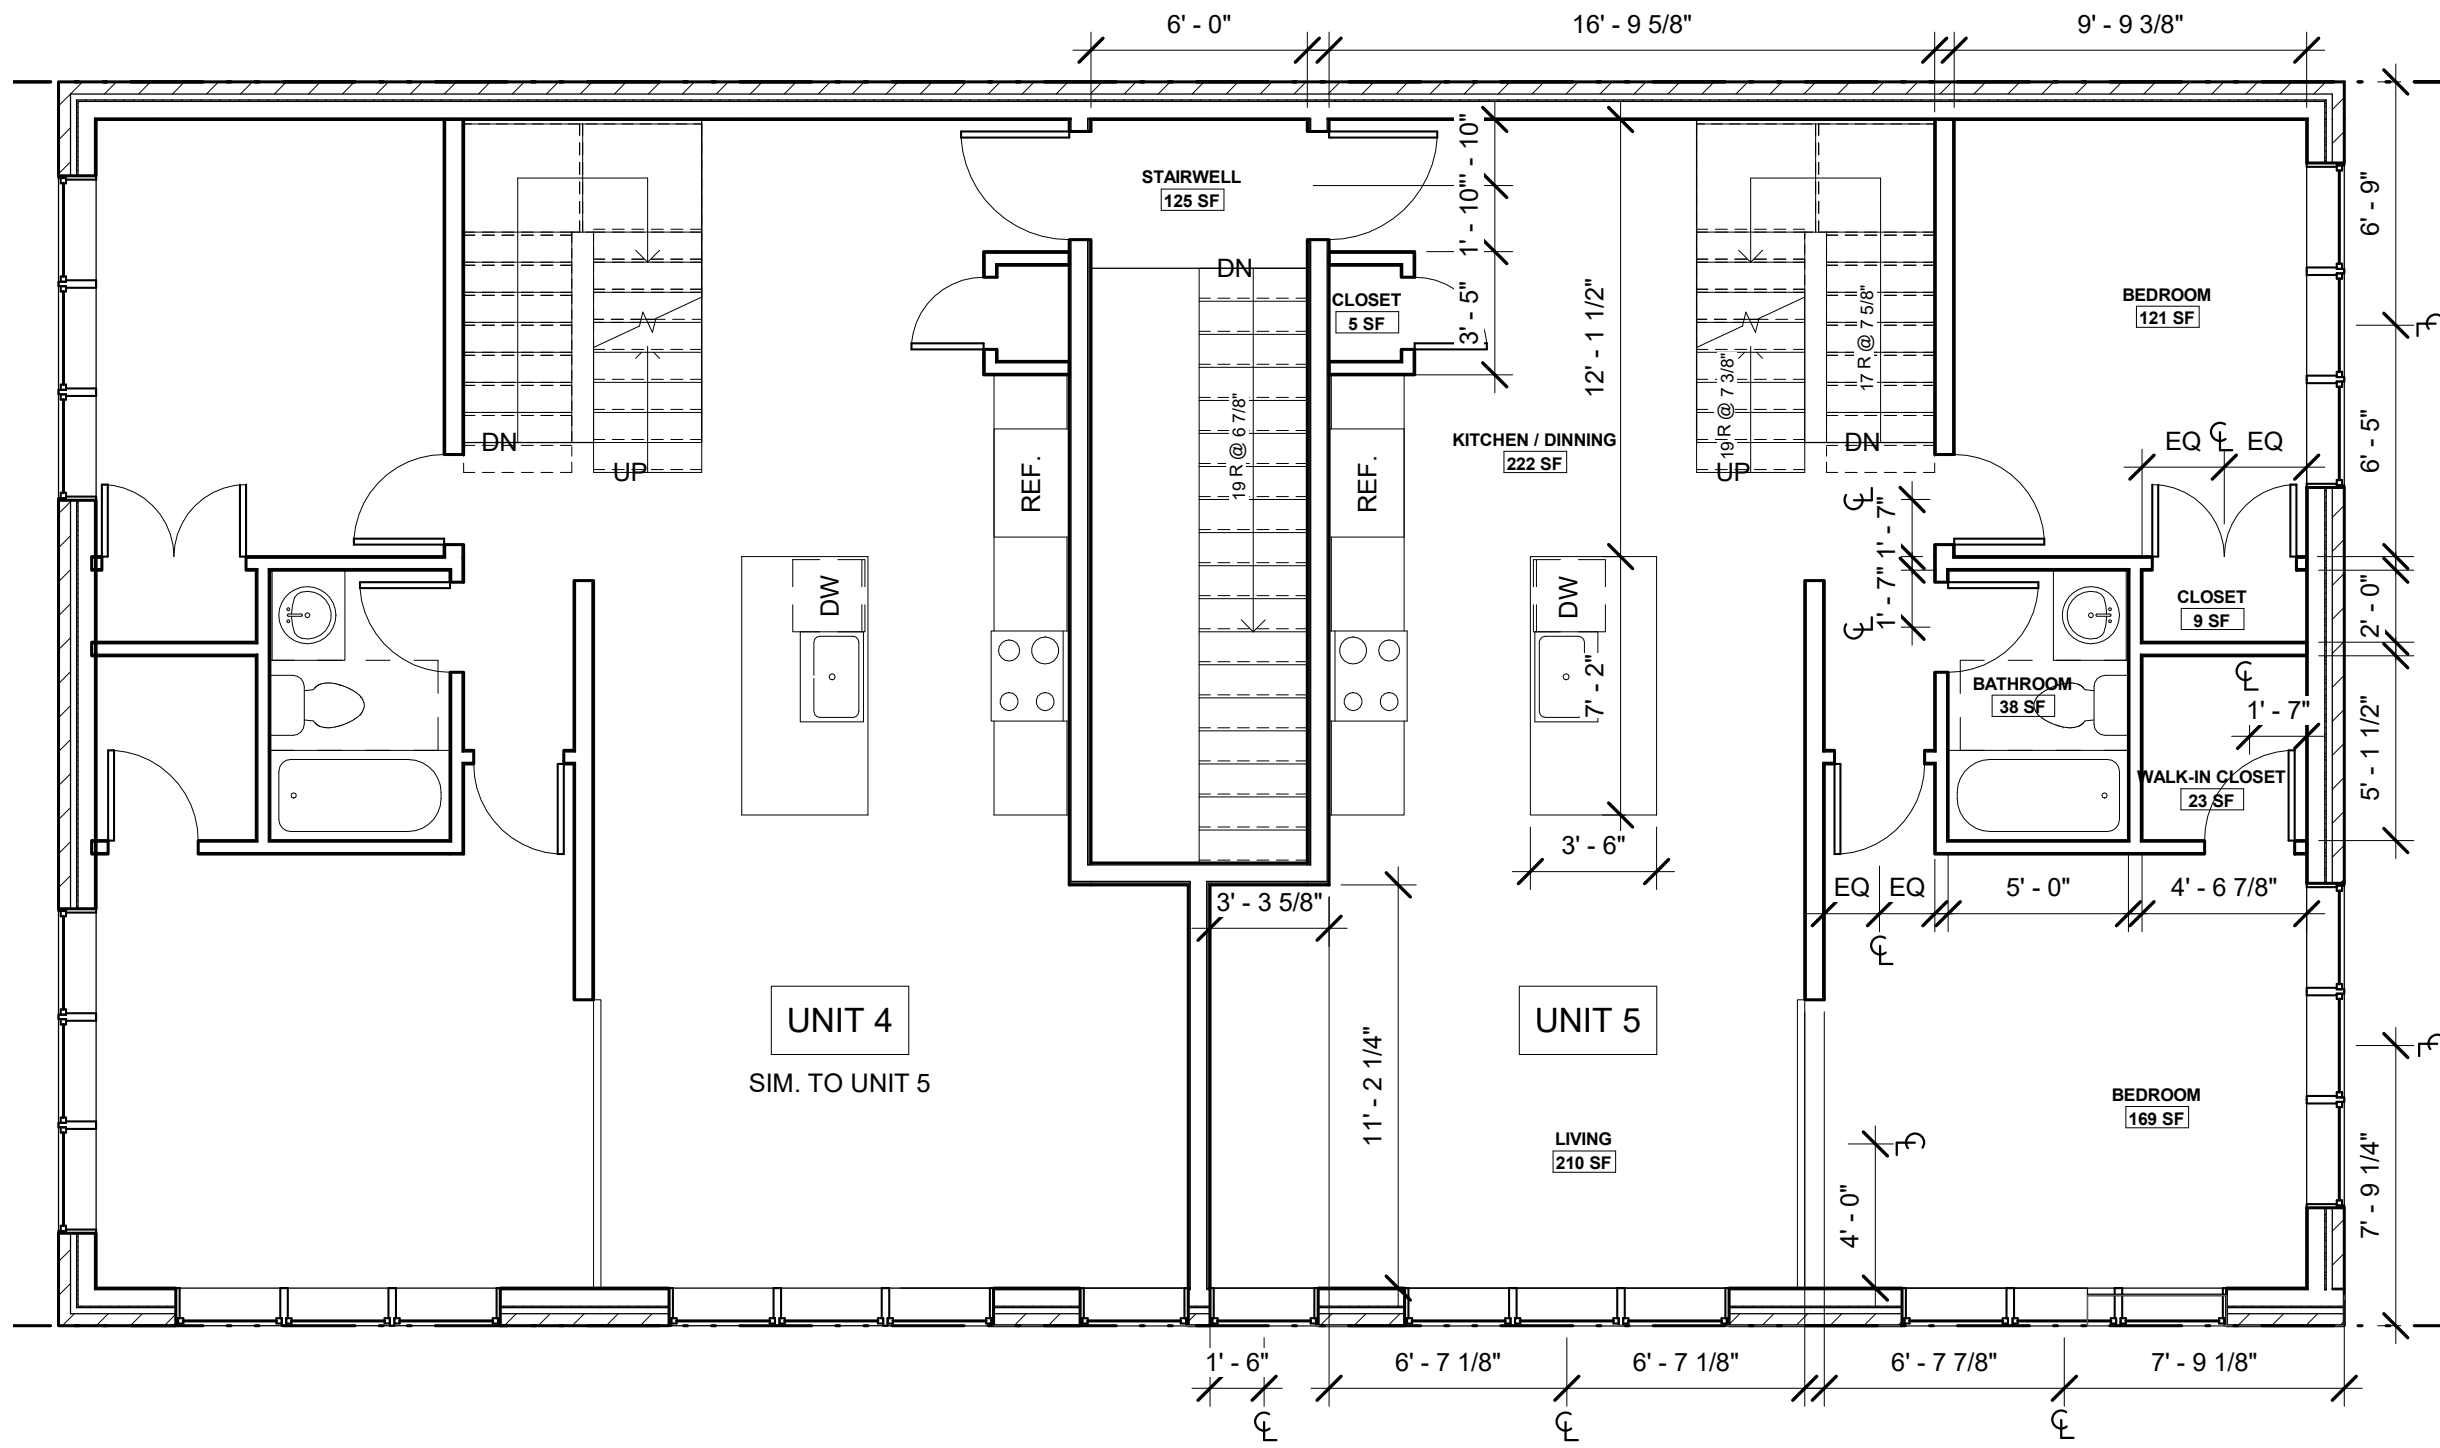 6' - 0"
16' - 9 5/8"
9' - 9 3/8"
1' - 10"
6' - 9"
STAIRWELL
125 SF
1' - 10"
DN
CLOSET
5 SF
3' - 5"
12' - 1 1/2"
17 R @ 7 5/8"
BEDROOM
121 SF
19 R @ 7 3/8"
19 R @ 6 7/8"
DN
UP
KITCHEN / DINNING
222 SF
UP
DN
EQ
EQ
6' - 5"
REF.
REF.
1' - 7"
DW
DW
1' - 7"
CLOSET
9 SF
2' - 0"
7' - 2"
BATHROOM
38 SF
1' - 7"
WALK-IN CLOSET
23 SF
5' - 1 1/2"
3' - 6"
3' - 3 5/8"
EQ
EQ
5' - 0"
4' - 6 7/8"
UNIT 4
SIM. TO UNIT 5
UNIT 5
11' - 2 1/4"
LIVING
210 SF
BEDROOM
169 SF
4' - 0"
7' - 9 1/4"
1' - 6"
6' - 7 1/8"
6' - 7 1/8"
6' - 7 7/8"
7' - 9 1/8"